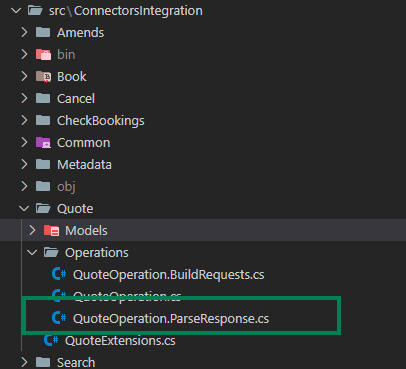 src\ConnectorsIntegration
Amends
bin
Book
Cancel
CheckBookings
Common
Metadata
obj
Quote
Models
Operations
QuoteOperation.BuildRequests.cs
QuoteOperation.cs
QuoteOperation.ParseResponse.cs
QuoteExtensions.cs
Search